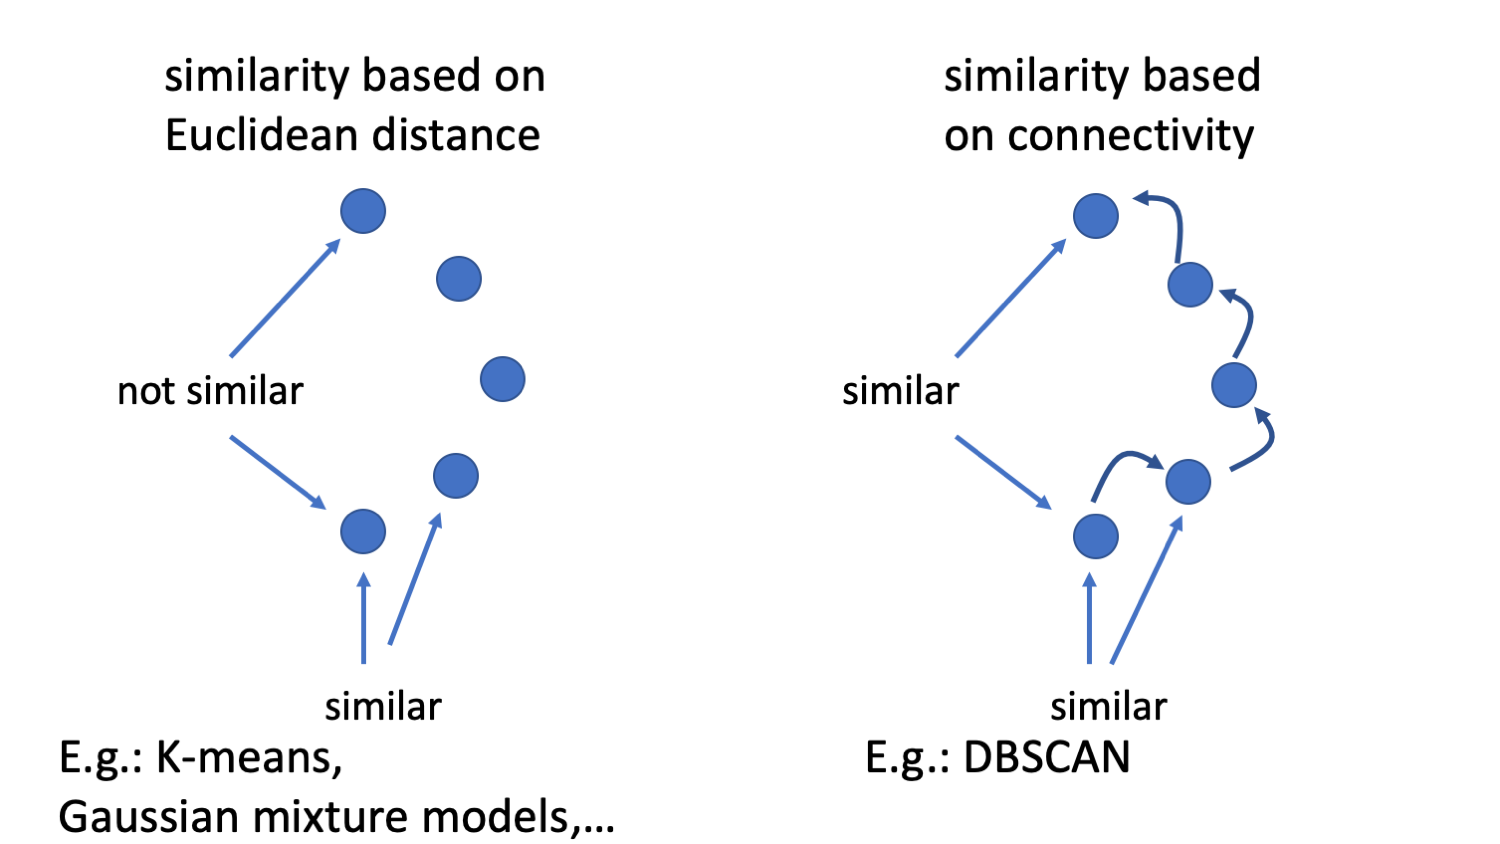 similarity based on
Euclidean distance
not similar
similar
E.g.: K-means,
Gaussian mixture models,...
similarity based
on connectivity
similar
similar
E.g.: DBSCAN